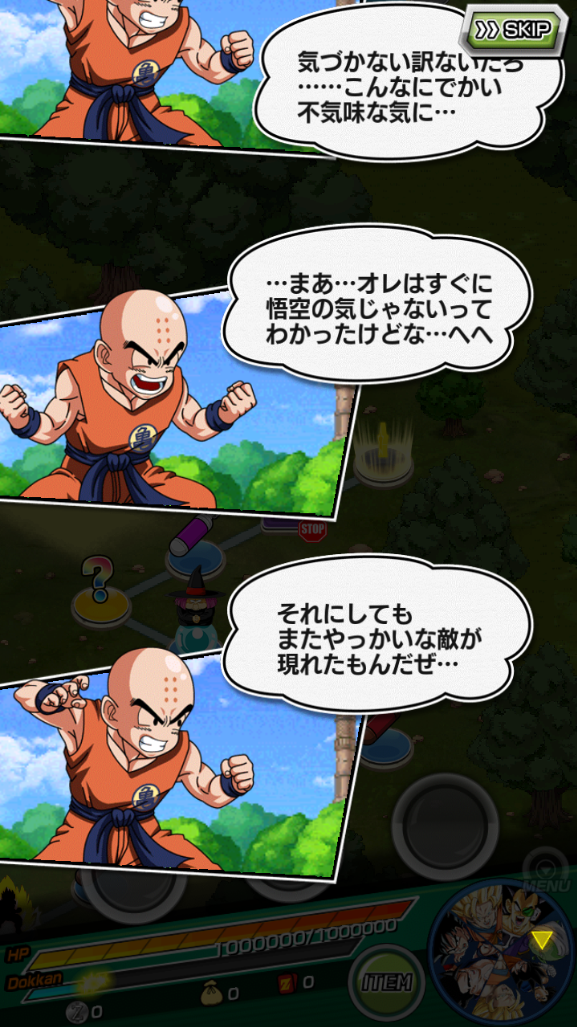 SKIP
気づかない訳ないだろ
……こんなにでかい
不気味な気に…
…まあ…オレはすぐに
悟空の気じゃないって
わかったけどな…へへ
亀
STOP
?
それにしても
またやっかいな敵が
現れたもんだぜ…
MENU
HP
1000000/1000000
Dokkan
ITEM
Z 0
0
Z 0